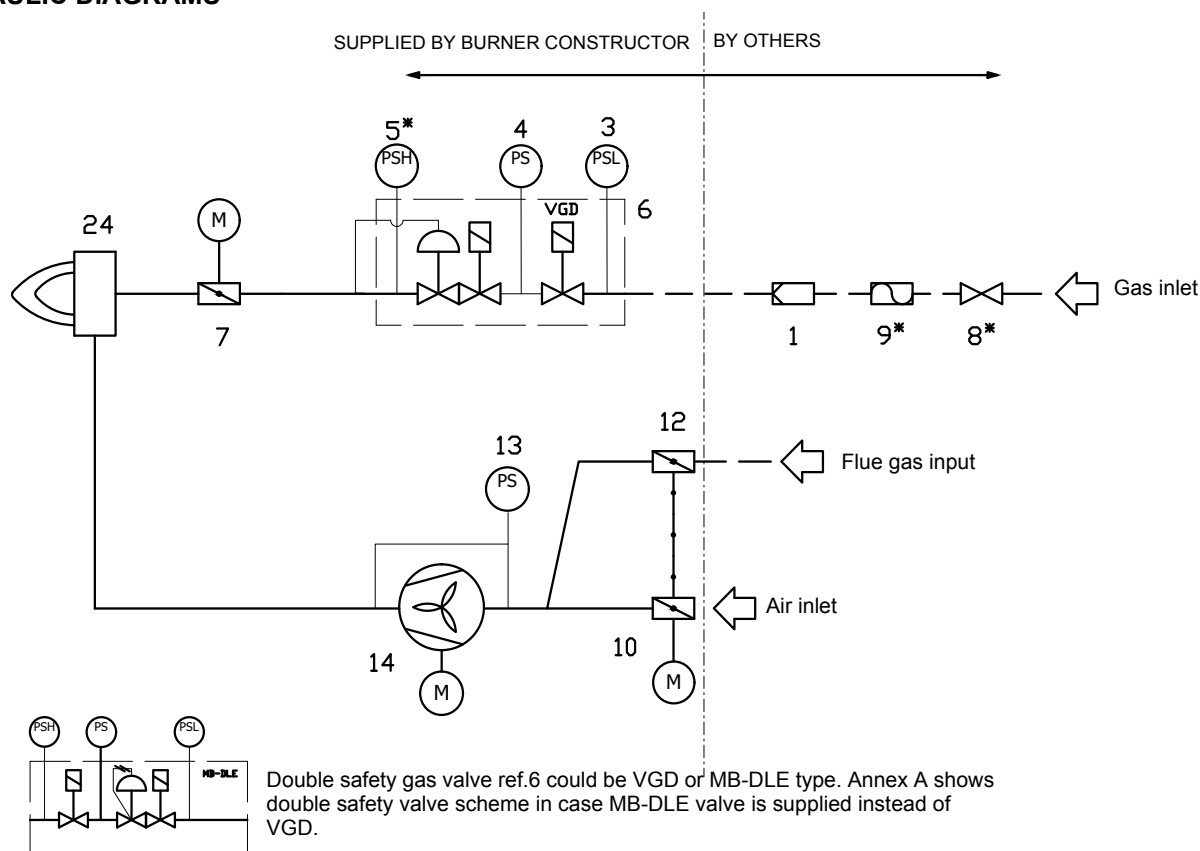 SUPPLIED BY BURNER CONSTRUCTOR BY OTHERS
5* 4 3
PSH PS PSL
VGD 6
24 M
Gas inlet
7 1 9* 8*
12
13
PS Flue gas input
Air inlet
14 10
M M
PSH PS PSL
MB-DLE
Double safety gas valve ref.6 could be VGD or MB-DLE type. Annex A shows
double safety valve scheme in case MB-DLE valve is supplied instead of
VGD.